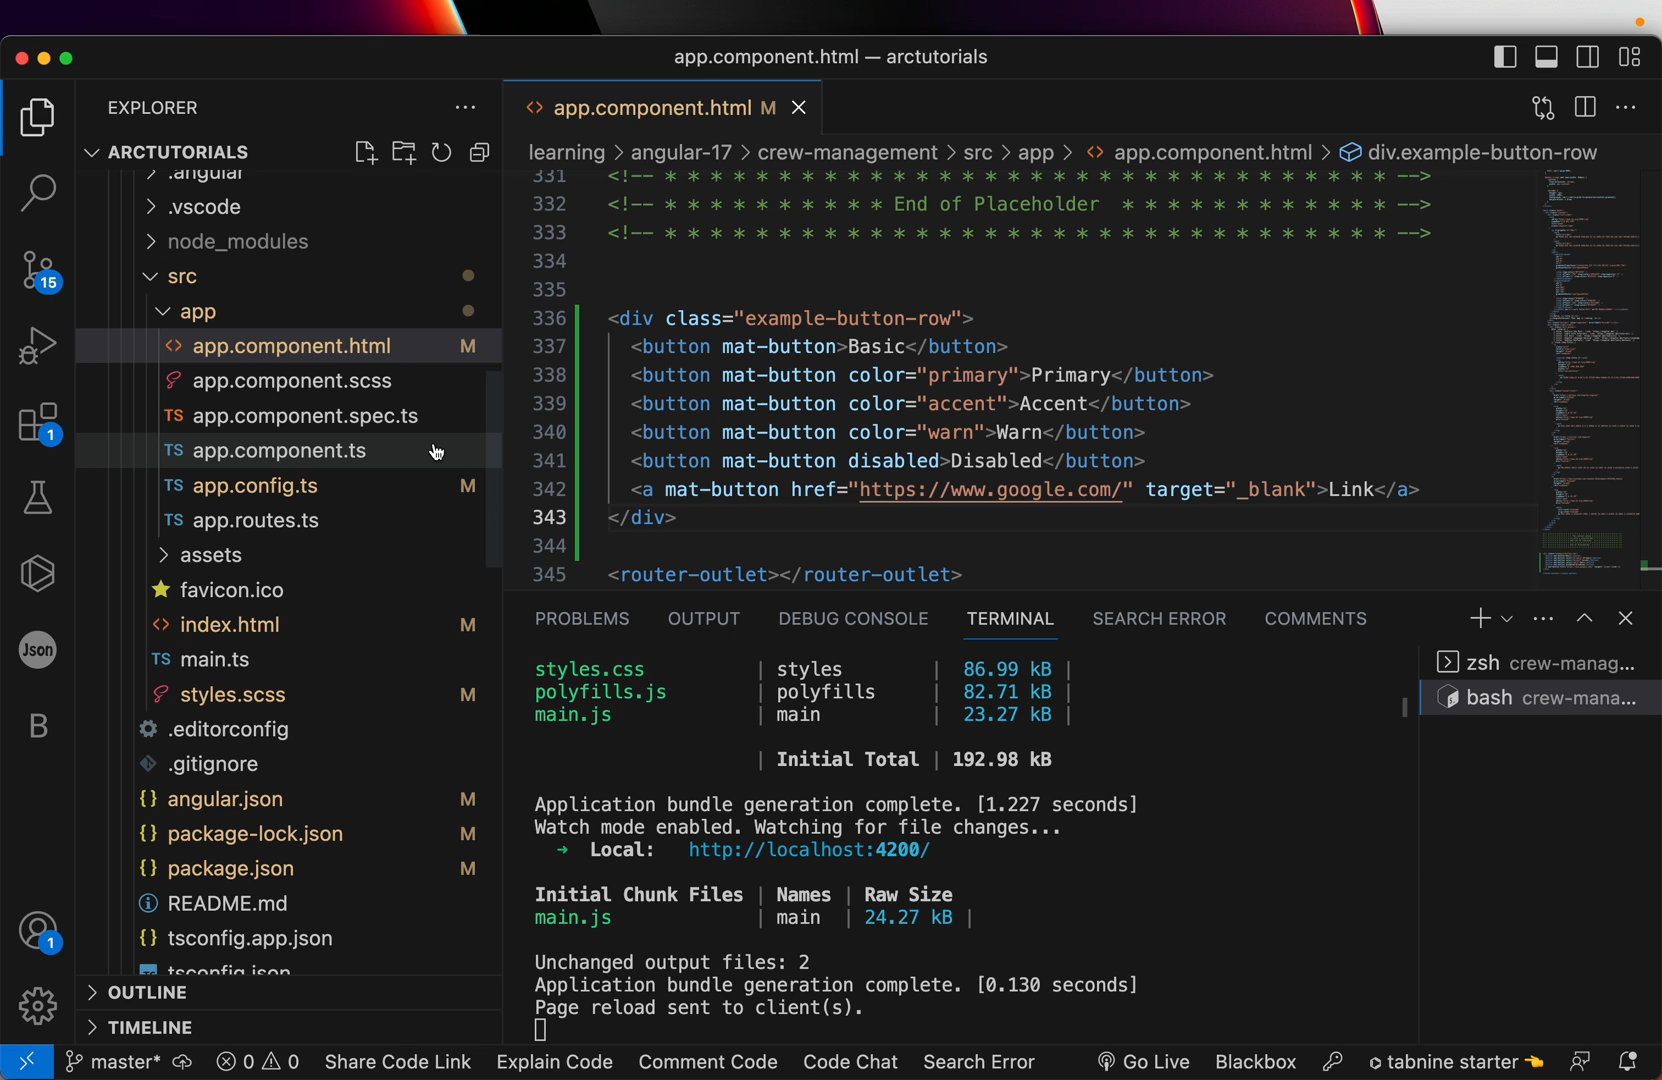 app.component.html — arctutorials
EXPLORER
ARCTUTORIALS
.angular
.vscode
node_modules
src
app
<> app.component.html M
app.component.scss
TS app.component.spec.ts
TS app.component.ts
TS app.config.ts M
TS app.routes.ts
assets
favicon.ico
<> index.html M
TS main.ts
styles.scss M
.editorconfig
.gitignore
{} angular.json M
{} package-lock.json M
{} package.json M
README.md
{} tsconfig.app.json
tsconfig.json
OUTLINE
TIMELINE
15
1
Json
B
1
<> app.component.html M
learning > angular-17 > crew-management > src > app > <> app.component.html > div.example-button-row
331 <!-- * * * * * * * * * * * * * * * * * * * * * * * * * * * * * * * * -->
332 <!-- * * * * * * * * * * End of Placeholder * * * * * * * * * * * * -->
333 <!-- * * * * * * * * * * * * * * * * * * * * * * * * * * * * * * * * -->
334
335
336 <div class="example-button-row">
337 <button mat-button>Basic</button>
338 <button mat-button color="primary">Primary</button>
339 <button mat-button color="accent">Accent</button>
340 <button mat-button color="warn">Warn</button>
341 <button mat-button disabled>Disabled</button>
342 <a mat-button href="https://www.google.com/" target="_blank">Link</a>
343 </div>
344
345 <router-outlet></router-outlet>
PROBLEMS OUTPUT DEBUG CONSOLE TERMINAL SEARCH ERROR COMMENTS
styles.css | styles | 86.99 kB |
polyfills.js | polyfills | 82.71 kB |
main.js | main | 23.27 kB |
| Initial Total | 192.98 kB
Application bundle generation complete. [1.227 seconds]
Watch mode enabled. Watching for file changes...
➜ Local: http://localhost:4200/
Initial Chunk Files | Names | Raw Size
main.js | main | 24.27 kB |
Unchanged output files: 2
Application bundle generation complete. [0.130 seconds]
Page reload sent to client(s).
zsh crew-manag...
bash crew-mana...
master* 0 0 Share Code Link Explain Code Comment Code Code Chat Search Error Go Live Blackbox tabnine starter